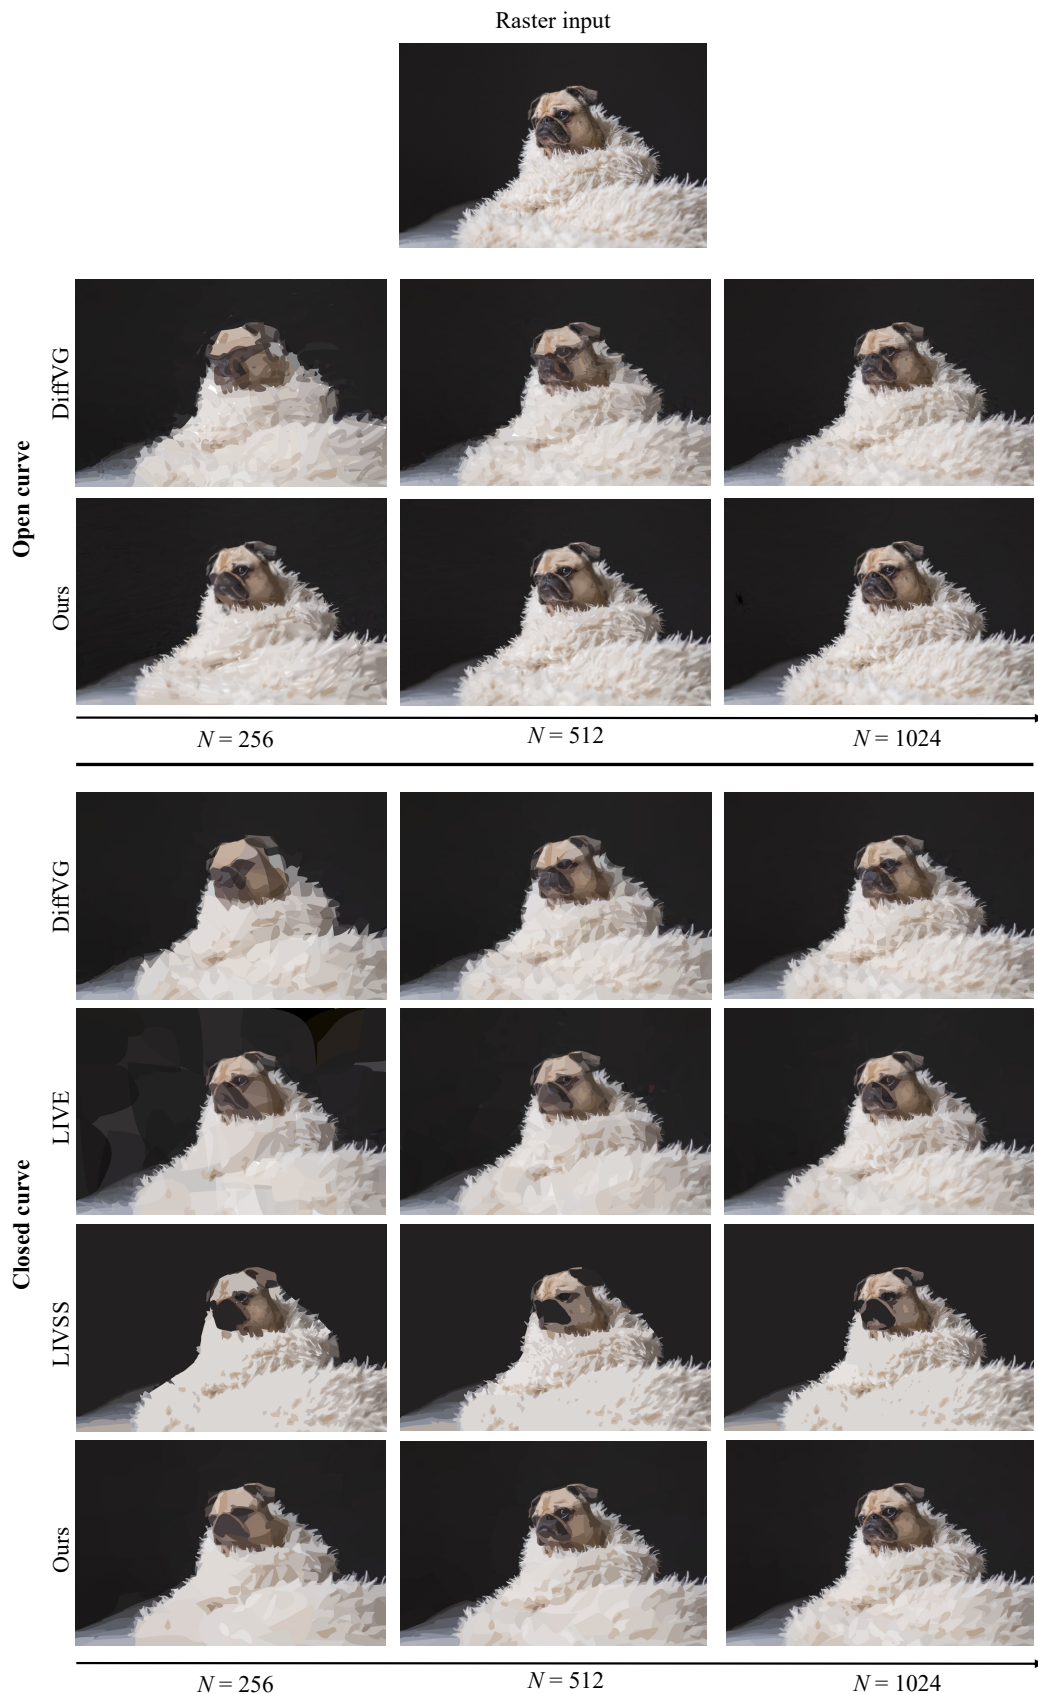 Raster input
Open curve
DiffVG
Ours
N = 256
N = 512
N = 1024
Closed curve
DiffVG
LIVE
LIVSS
Ours
N = 256
N = 512
N = 1024